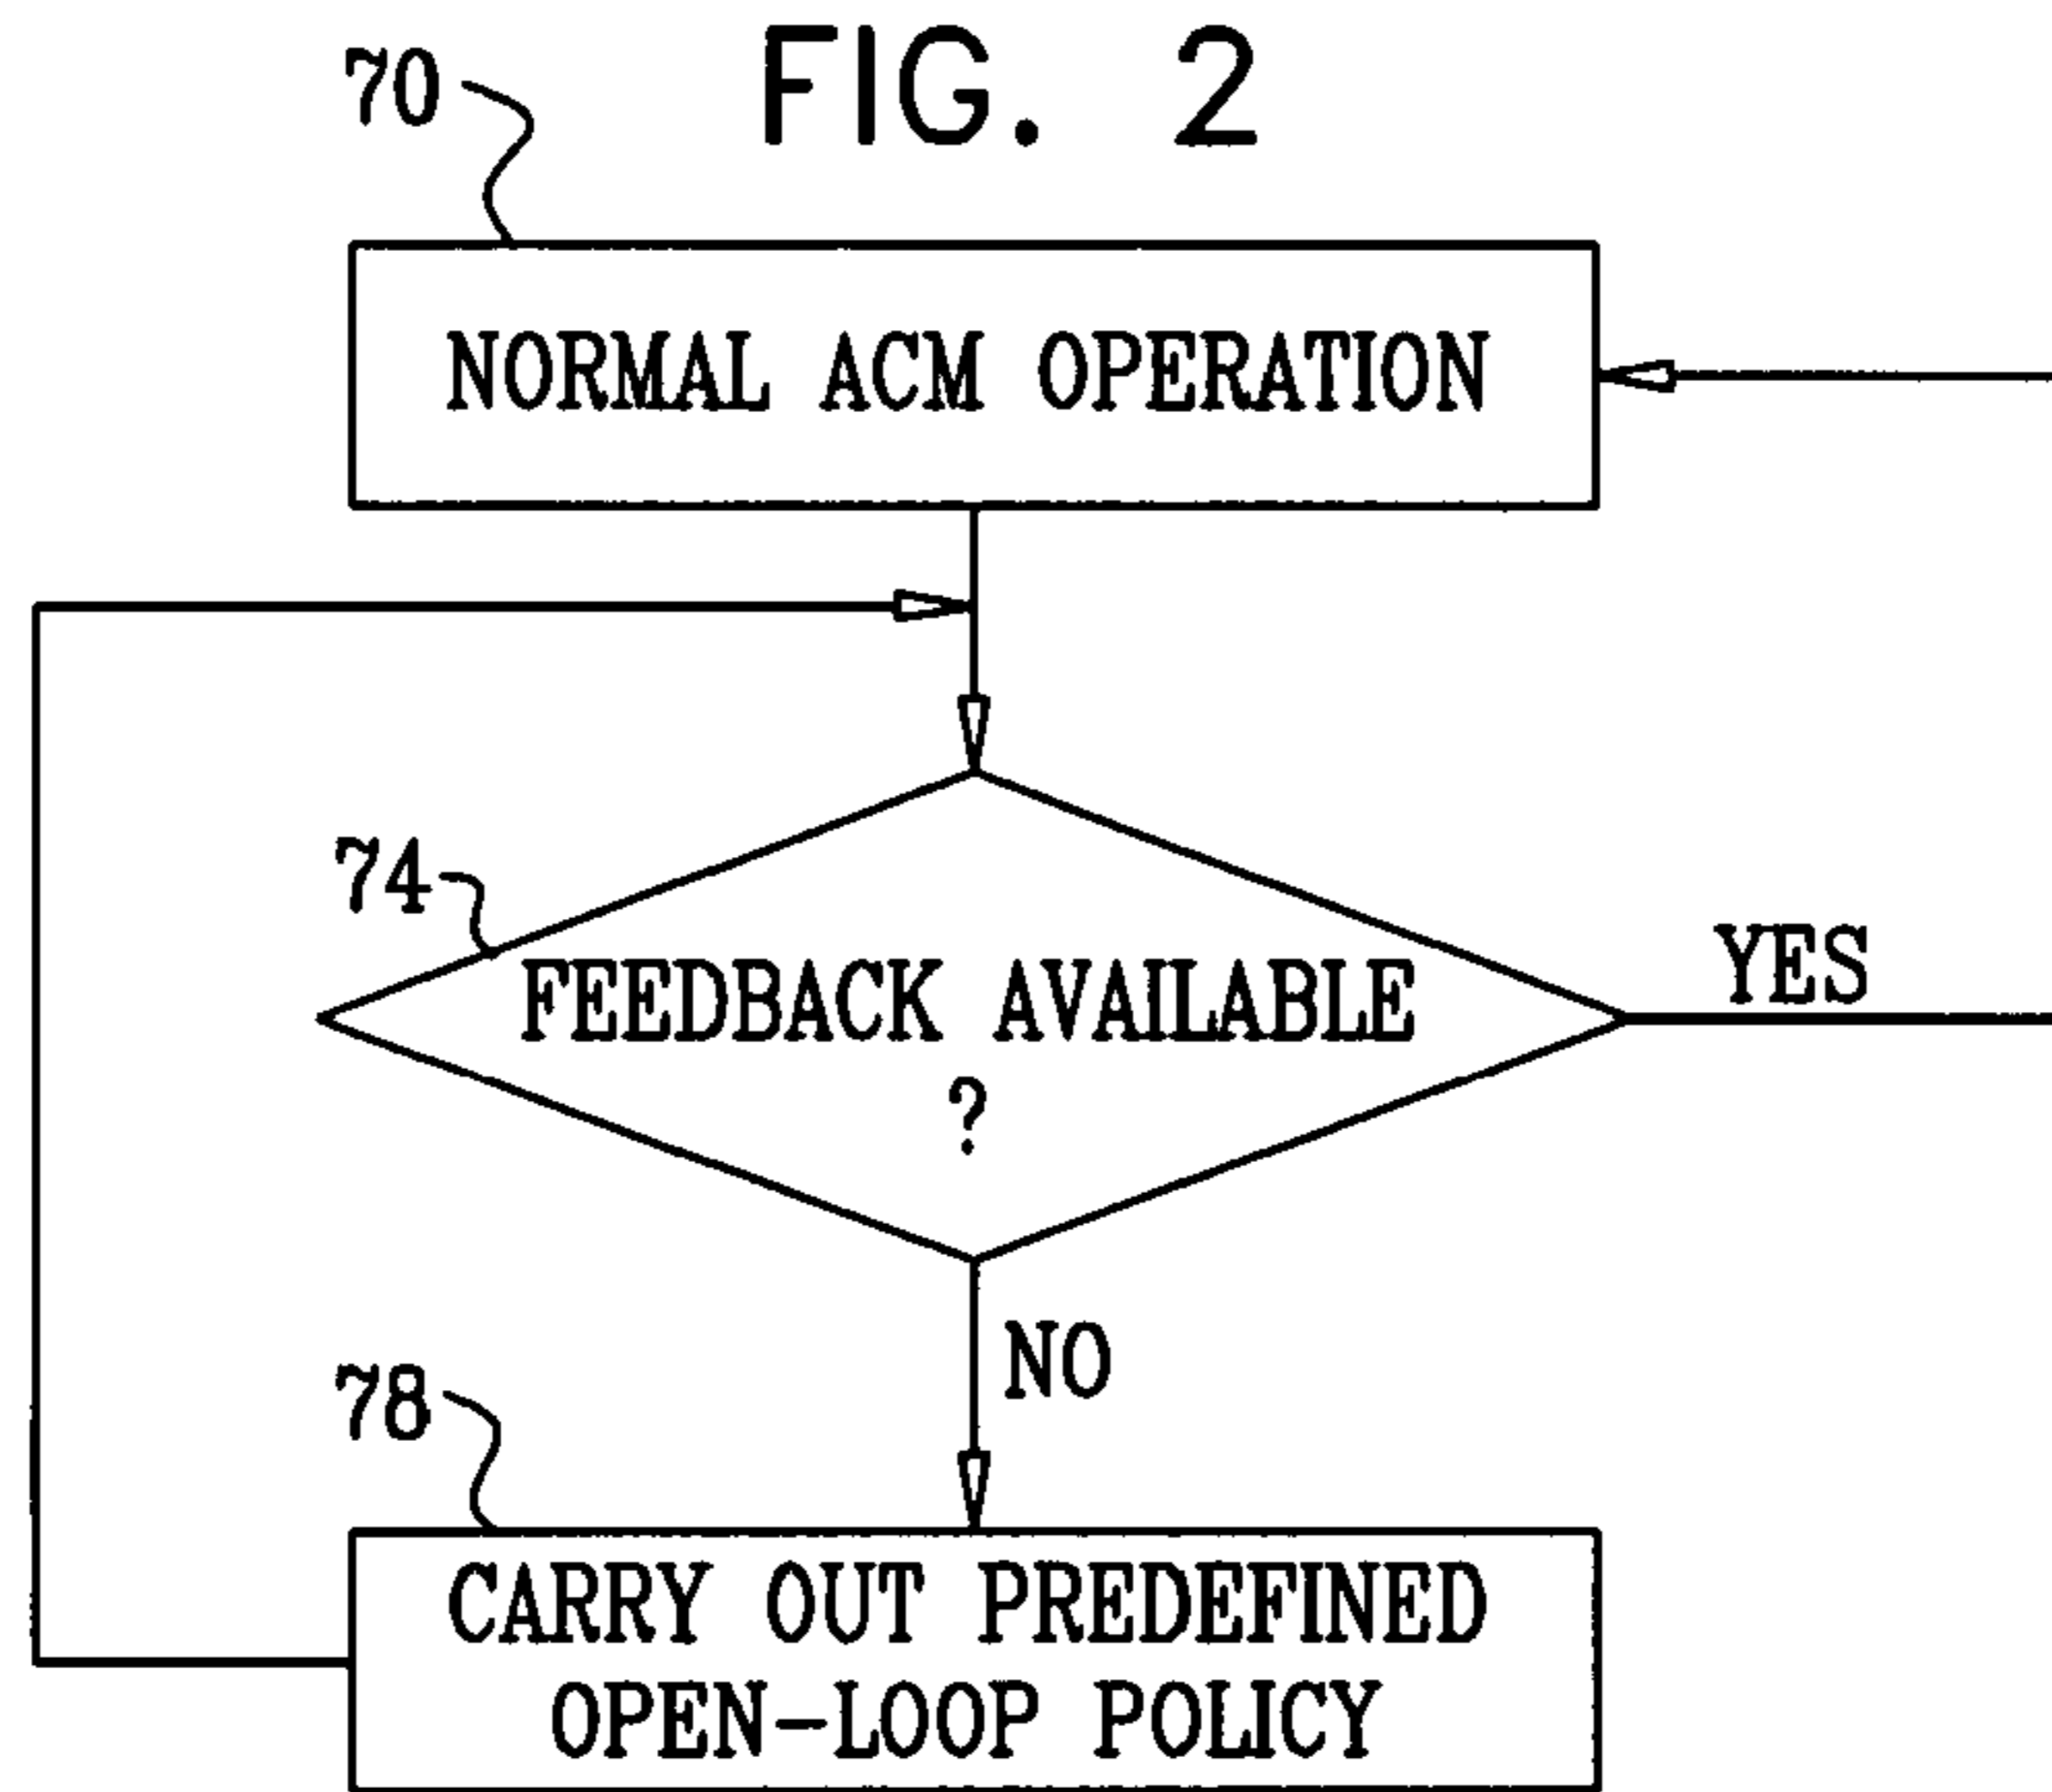 FIG. 2
70
NORMAL ACM OPERATION
74
FEEDBACK AVAILABLE
?
YES
NO
78
CARRY OUT PREDEFINED
OPEN-LOOP POLICY